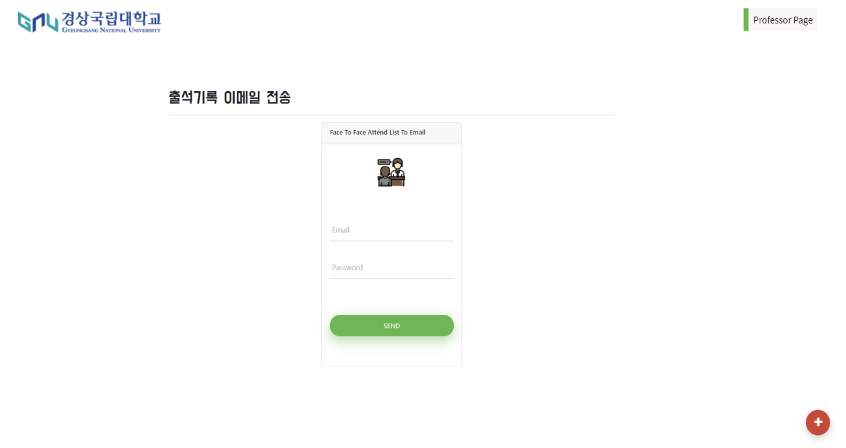 경상국립대학교
GYEONGSANG NATIONAL UNIVERSITY
Professor Page
출석기록 이메일 전송
Face To Face Attend List To Email
Email
Password
SEND
+